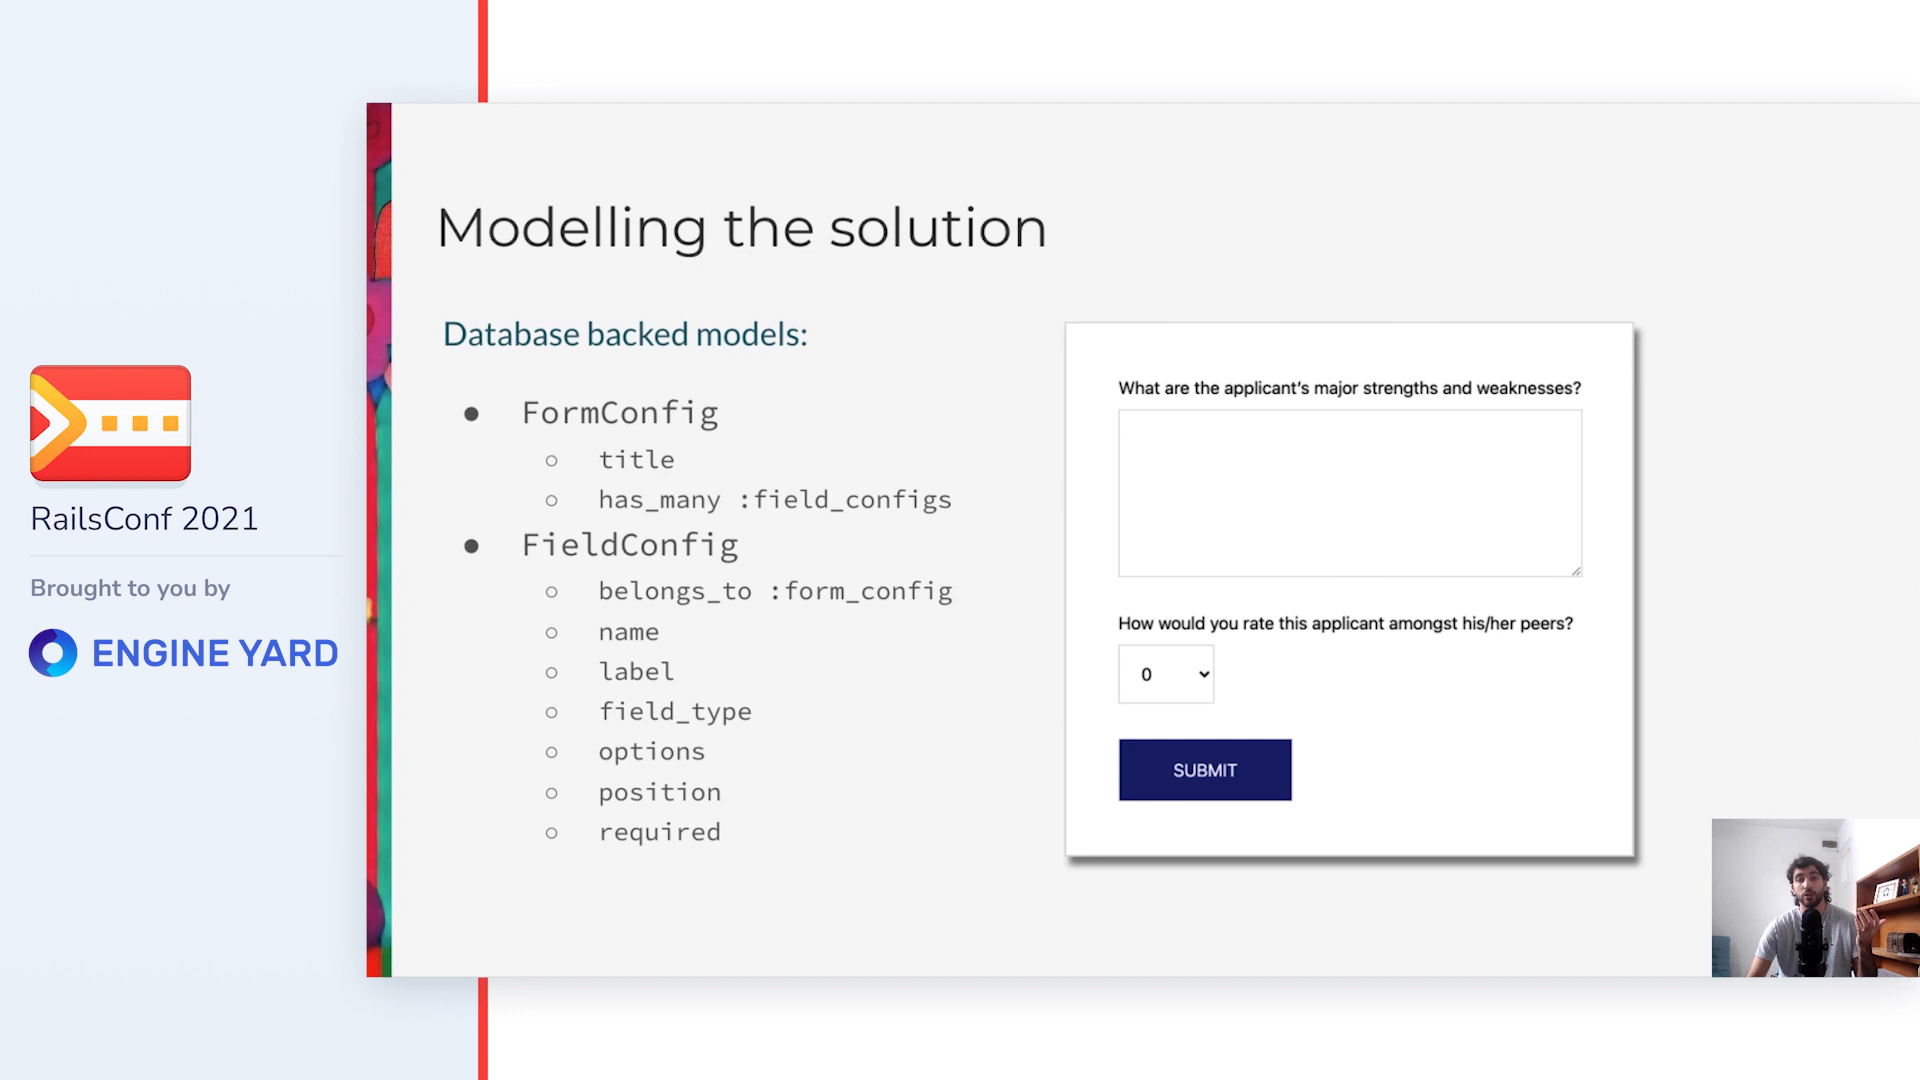 RailsConf 2021
Brought to you by
ENGINE YARD
Modelling the solution
Database backed models:
● FormConfig
○ title
○ has_many :field_configs
● FieldConfig
○ belongs_to :form_config
○ name
○ label
○ field_type
○ options
○ position
○ required
What are the applicant's major strengths and weaknesses?
How would you rate this applicant amongst his/her peers?
0
SUBMIT